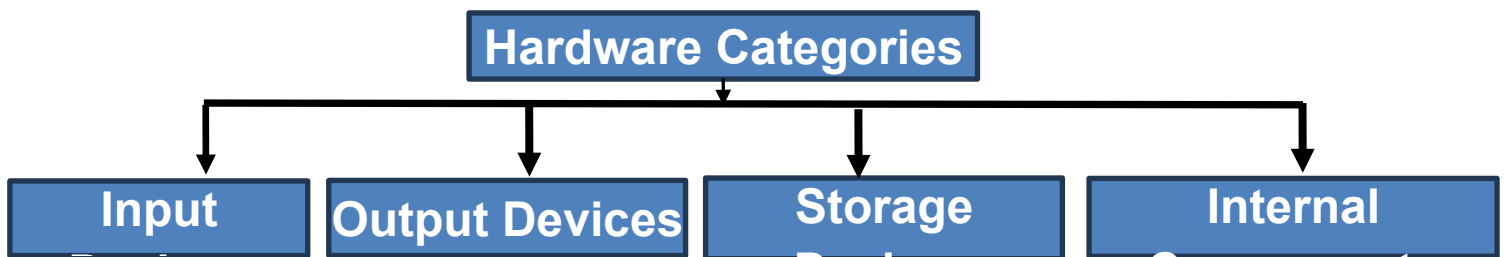 Hardware Categories
Input
Output Devices
Storage
Internal